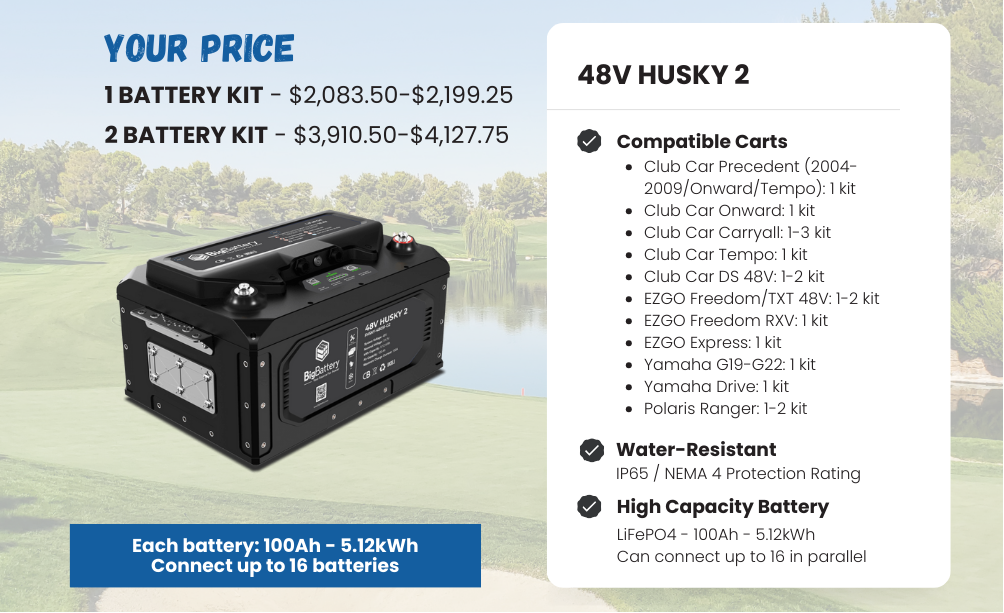 YOUR PRICE
1 BATTERY KIT - $2,083.50-$2,199.25
2 BATTERY KIT - $3,910.50-$4,127.75
BigBattery
48V HUSKY 2
BigBattery
Each battery: 100Ah - 5.12kWh
Connect up to 16 batteries
48V HUSKY 2
Compatible Carts
• Club Car Precedent (2004-
2009/Onward/Tempo): 1 kit
• Club Car Onward: 1 kit
• Club Car Carryall: 1-3 kit
• Club Car Tempo: 1 kit
• Club Car DS 48V: 1-2 kit
• EZGO Freedom/TXT 48V: 1-2 kit
• EZGO Freedom RXV: 1 kit
• EZGO Express: 1 kit
• Yamaha G19-G22: 1 kit
• Yamaha Drive: 1 kit
• Polaris Ranger: 1-2 kit
Water-Resistant
IP65 / NEMA 4 Protection Rating
High Capacity Battery
LiFePO4 - 100Ah - 5.12kWh
Can connect up to 16 in parallel